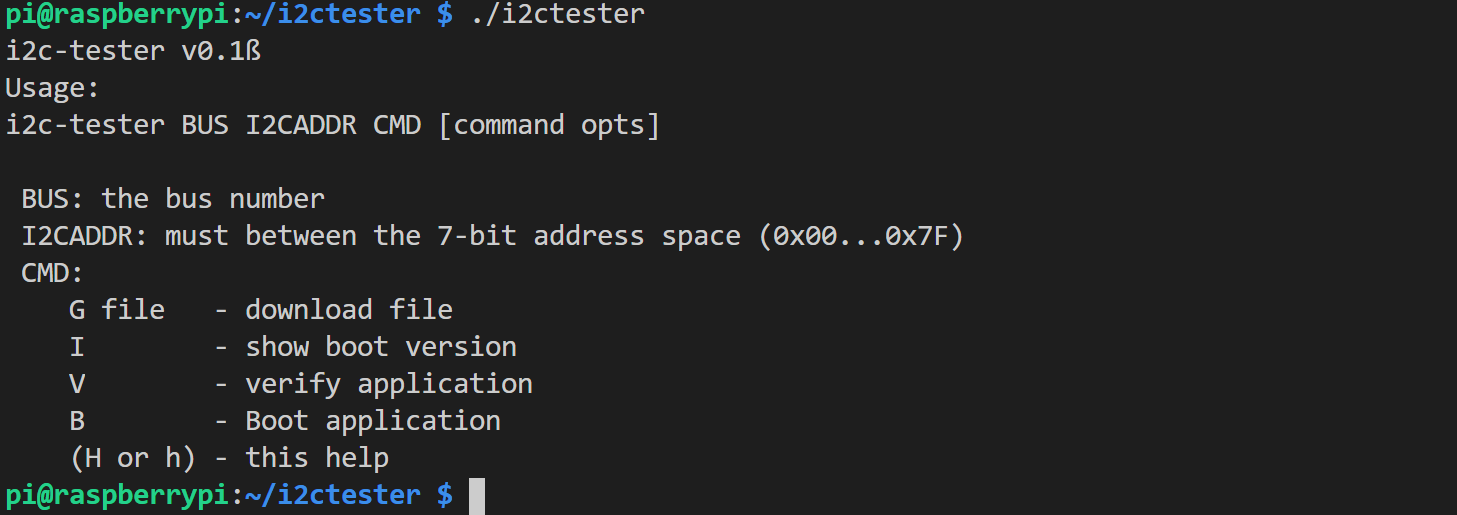 pi@raspberrypi:~/i2ctester $ ./i2ctester
i2c-tester v0.1ß
Usage:
i2c-tester BUS I2CADDR CMD [command opts]
BUS: the bus number
I2CADDR: must between the 7-bit address space (0x00...0x7F)
CMD:
G file - download file
I - show boot version
V - verify application
B - Boot application
(H or h) - this help
pi@raspberrypi:~/i2ctester $